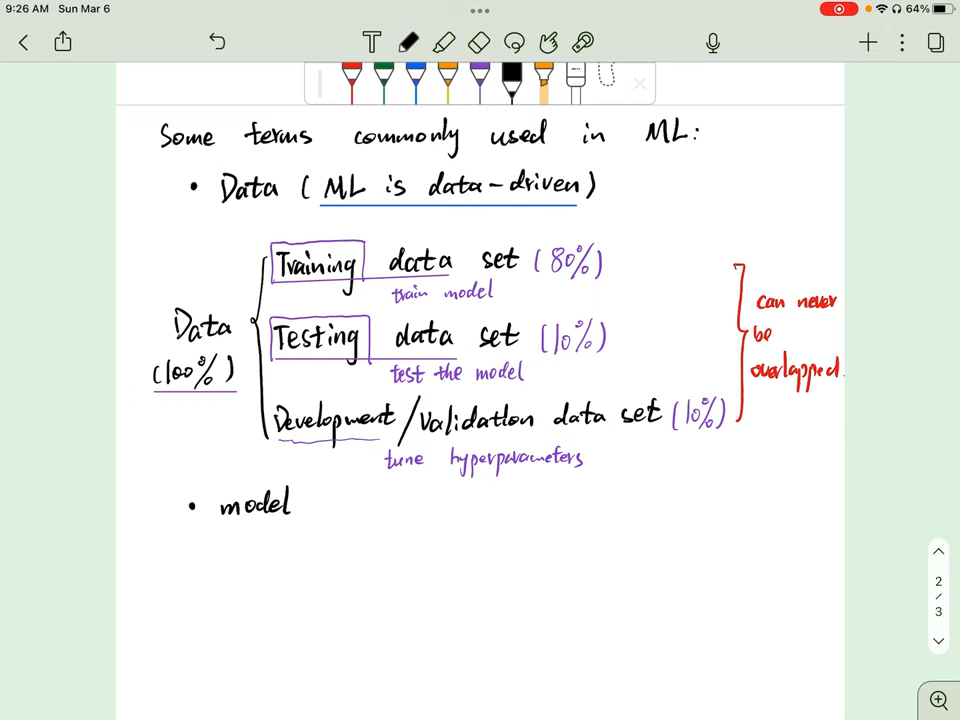 9:26 AM Sun Mar 6
64%
Some terms commonly used in ML:
• Data (ML is data-driven)
Training data set (80%)
train model
can never
Data
Testing data set (10%)
be
(100%)
test the model
overlapped.
Development/Validation data set (10%)
tune hyperparameters
• model
2
/
3